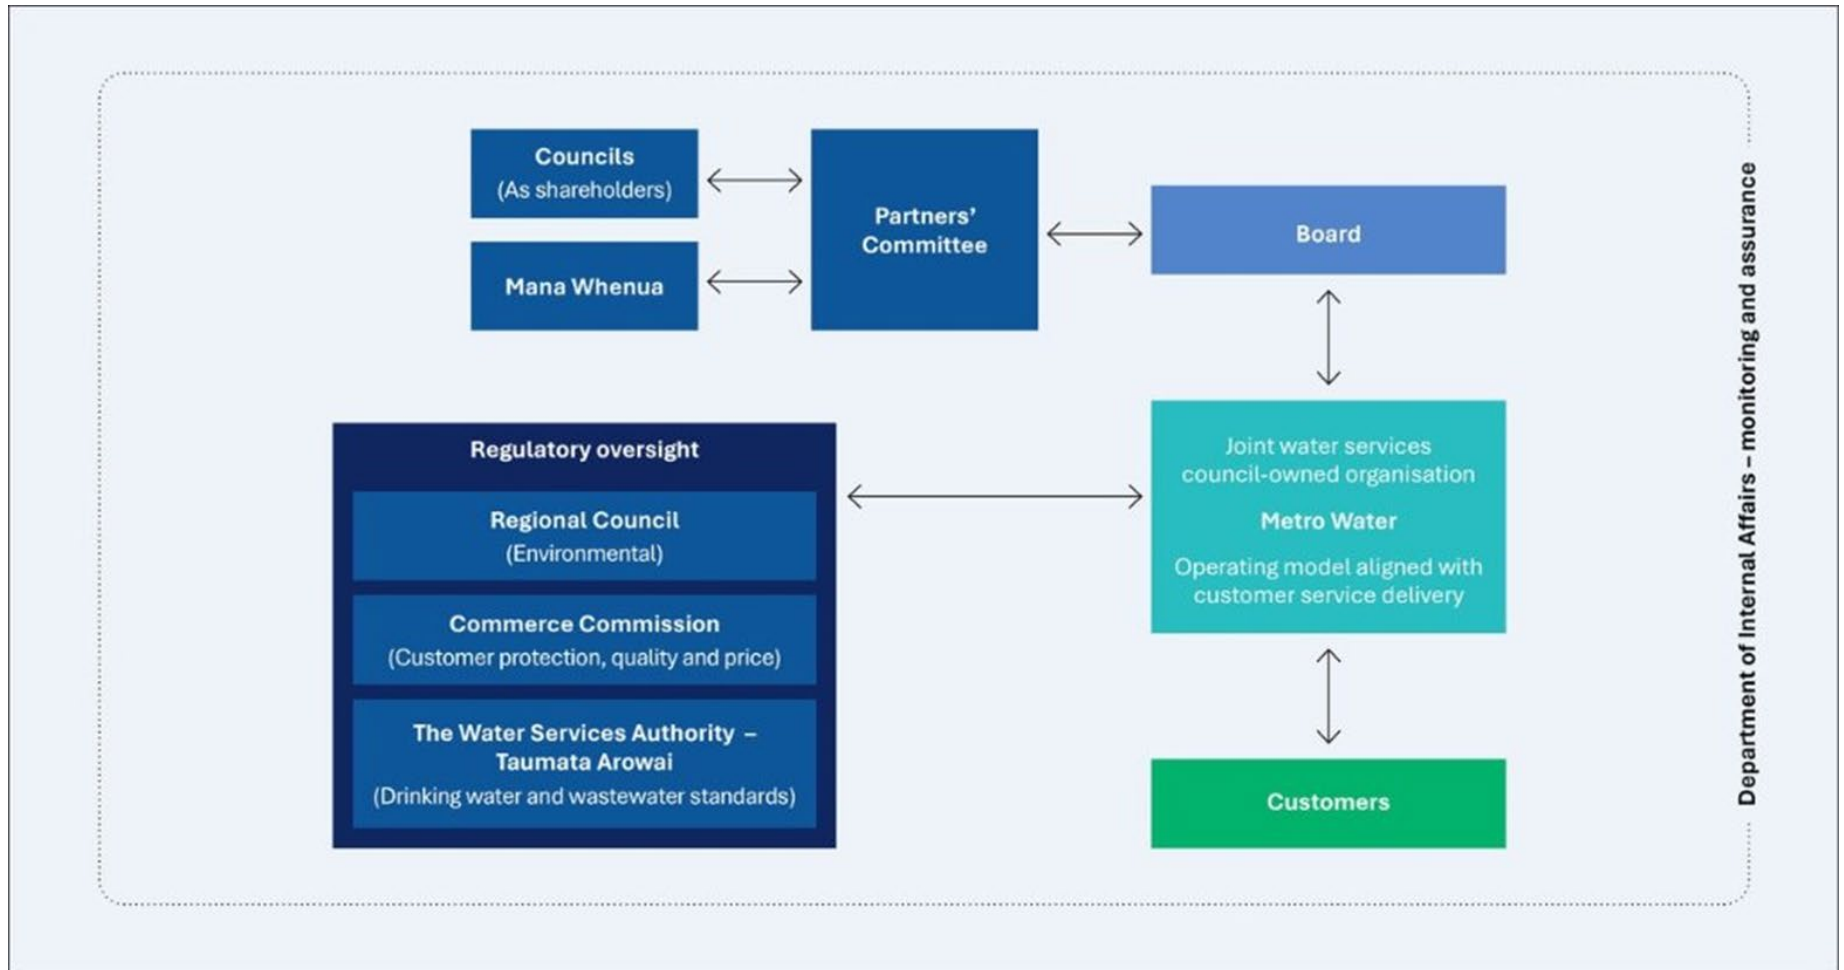 Councils
(As shareholders)
Mana Whenua
Partners’
Committee
Board
Regulatory oversight
Regional Council
(Environmental)
Commerce Commission
(Customer protection, quality and price)
The Water Services Authority –
Taumata Arowai
(Drinking water and wastewater standards)
Joint water services
council-owned organisation
Metro Water
Operating model aligned with
customer service delivery
Customers
Department of Internal Affairs – monitoring and assurance